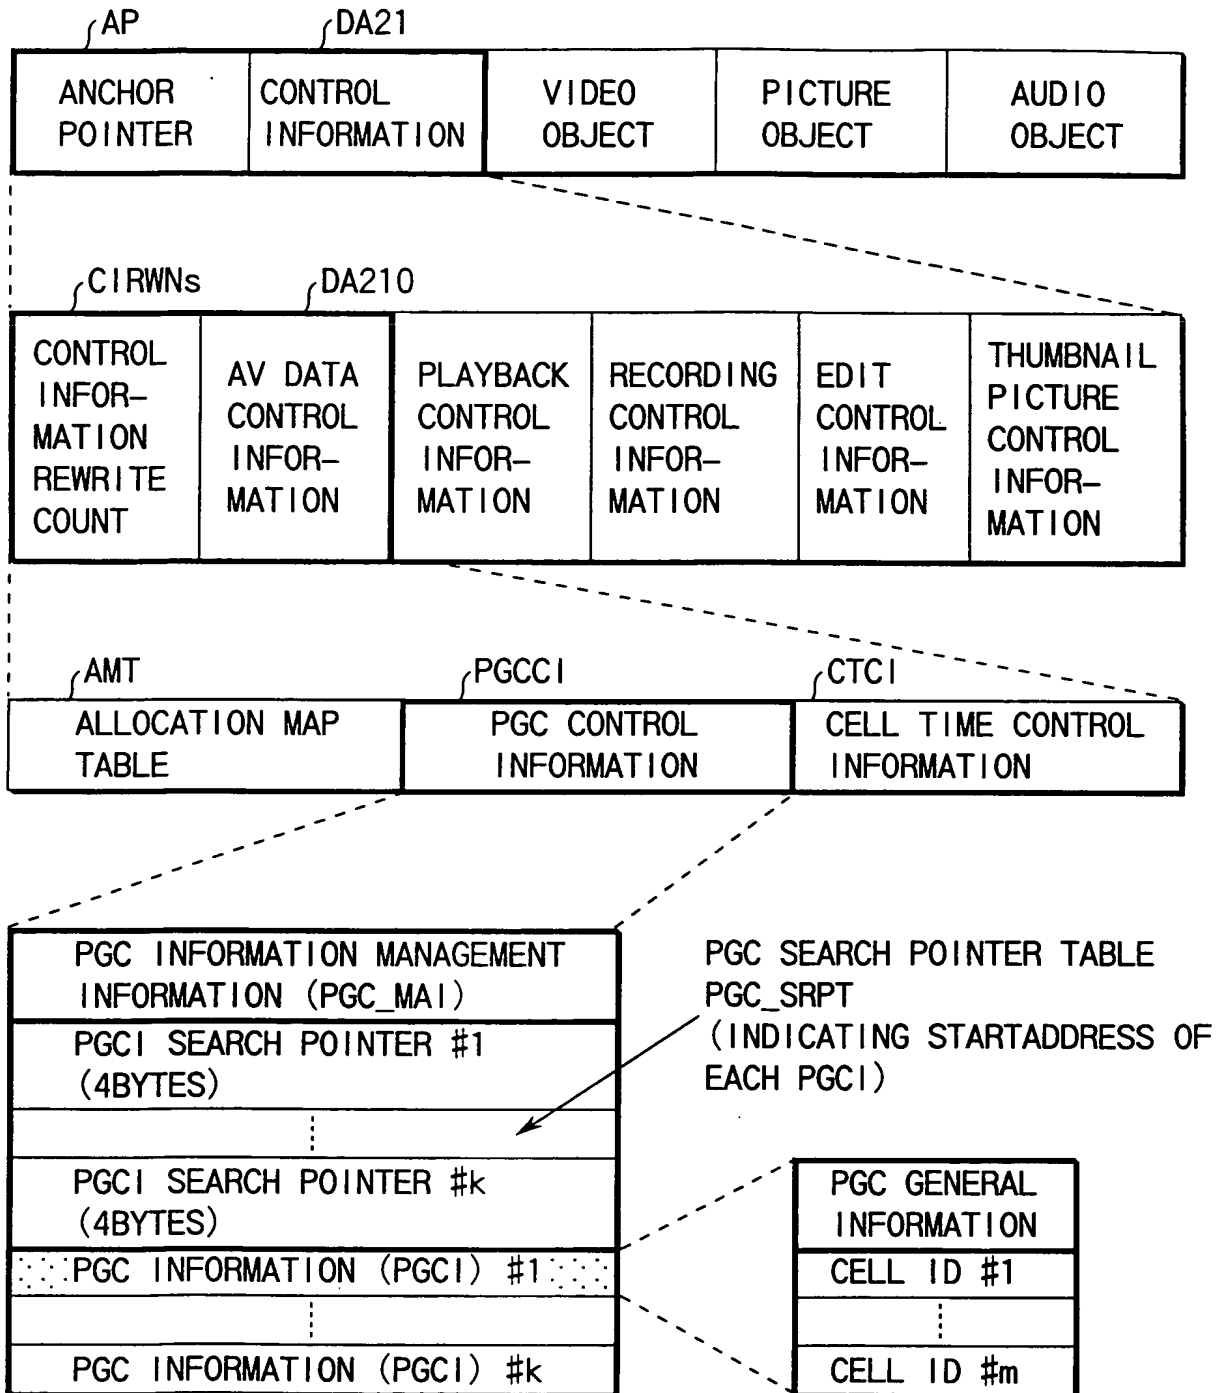 AP
DA21
ANCHOR
POINTER
CONTROL
INFORMATION
VIDEO
OBJECT
PICTURE
OBJECT
AUDIO
OBJECT
CIRWNs
DA210
CONTROL
INFOR-
MATION
REWRITE
COUNT
AV DATA
CONTROL
INFOR-
MATION
PLAYBACK
CONTROL
INFOR-
MATION
RECORDING
CONTROL
INFOR-
MATION
EDIT
CONTROL
INFOR-
MATION
THUMBNAIL
PICTURE
CONTROL
INFOR-
MATION
AMT
PGCCI
CTCI
ALLOCATION MAP
TABLE
PGC CONTROL
INFORMATION
CELL TIME CONTROL
INFORMATION
PGC INFORMATION MANAGEMENT
INFORMATION (PGC_MAI)
PGCI SEARCH POINTER #1
(4BYTES)
PGCI SEARCH POINTER #k
(4BYTES)
PGC INFORMATION (PGCI) #1
PGC INFORMATION (PGCI) #k
PGC SEARCH POINTER TABLE
PGC_SRPT
(INDICATING STARTADDRESS OF
EACH PGCI)
PGC GENERAL
INFORMATION
CELL ID #1
CELL ID #m